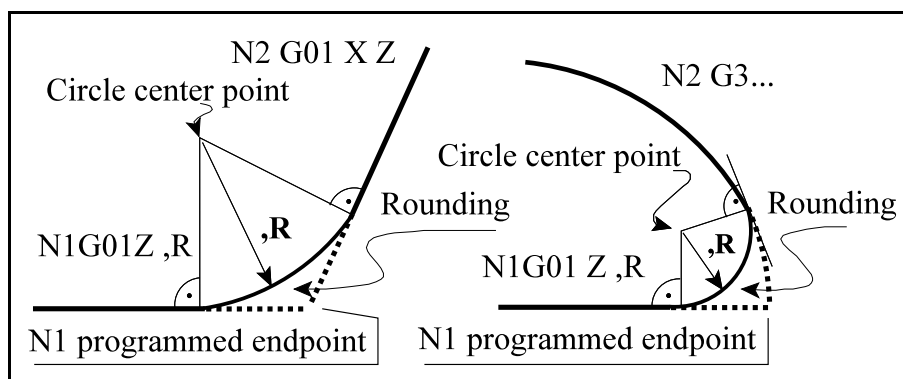 N2 G01 X Z
Circle center point
,R
Rounding
N1G01Z ,R
N1 programmed endpoint
N2 G3...
Circle center point
,R
Rounding
N1G01 Z ,R
N1 programmed endpoint